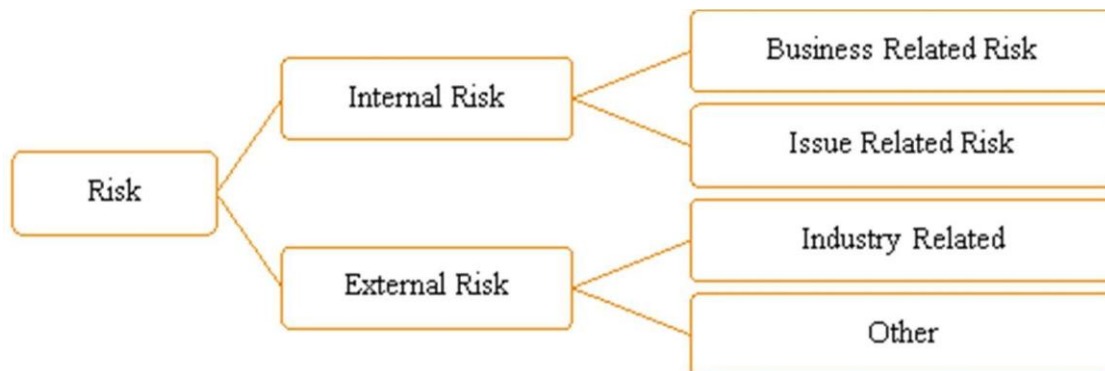 Risk
Internal Risk
External Risk
Business Related Risk
Issue Related Risk
Industry Related
Other